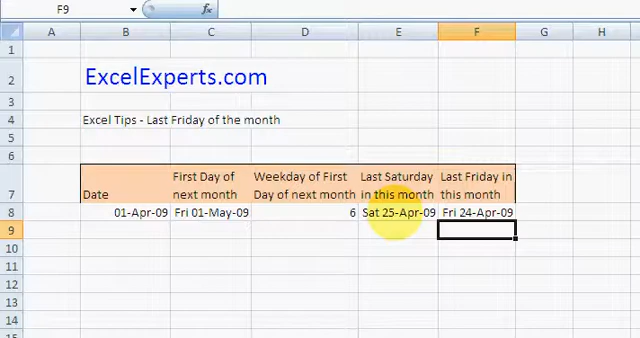 F9
fx
A B C D E F G H
1
2 ExcelExperts.com
3
4 Excel Tips - Last Friday of the month
5
6
First Day of Weekday of First Last Saturday Last Friday in
7 Date next month Day of next month in this month this month
8 01-Apr-09 Fri 01-May-09 6 Sat 25-Apr-09 Fri 24-Apr-09
9
10
11
12
13
14
15